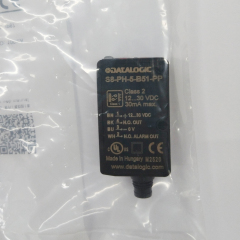 DATALOGIC
S8-PH-5-B51-PP
Class 2
12...30 VDC
30mA max.
BN + 12...30 VDC
BK N.O. OUT
BU - 0 V
WH N.O. ALARM OUT
UL
Made in Hungary
www.datalogic.com